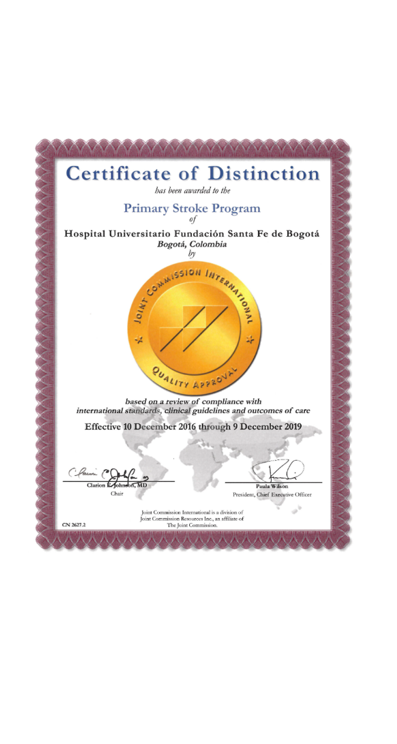 Certificate of Distinction
has been awarded to the
Primary Stroke Program
of
Hospital Universitario Fundación Santa Fe de Bogotá
Bogotá, Colombia
by
JOINT COMMISSION INTERNATIONAL
QUALITY APPROVAL
based on a review of compliance with
international standards, clinical guidelines and outcomes of care
Effective 10 December 2016 through 9 December 2019
Clarion E. Johnson, MD
Chair
Paula Wilson
President, Chief Executive Officer
Joint Commission International is a division of
Joint Commission Resources Inc., an affiliate of
The Joint Commission.
CN 2627.2